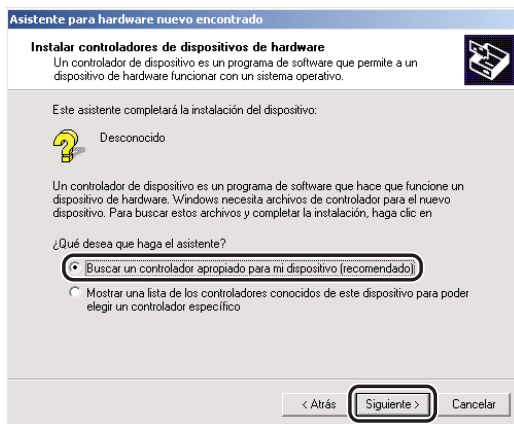 Asistente para hardware nuevo encontrado
Instalar controladores de dispositivos de hardware
Un controlador de dispositivo es un programa de software que permite a un
dispositivo de hardware funcionar con un sistema operativo.
Este asistente completará la instalación del dispositivo:
Desconocido
Un controlador de dispositivo es un programa de software que hace que funcione un
dispositivo de hardware. Windows necesita archivos de controlador para el nuevo
dispositivo. Para buscar estos archivos y completar la instalación, haga clic en
¿Qué desea que haga el asistente?
Buscar un controlador apropiado para mi dispositivo (recomendado)
Mostrar una lista de los controladores conocidos de este dispositivo para poder
elegir un controlador específico
< Atrás
Siguiente >
Cancelar